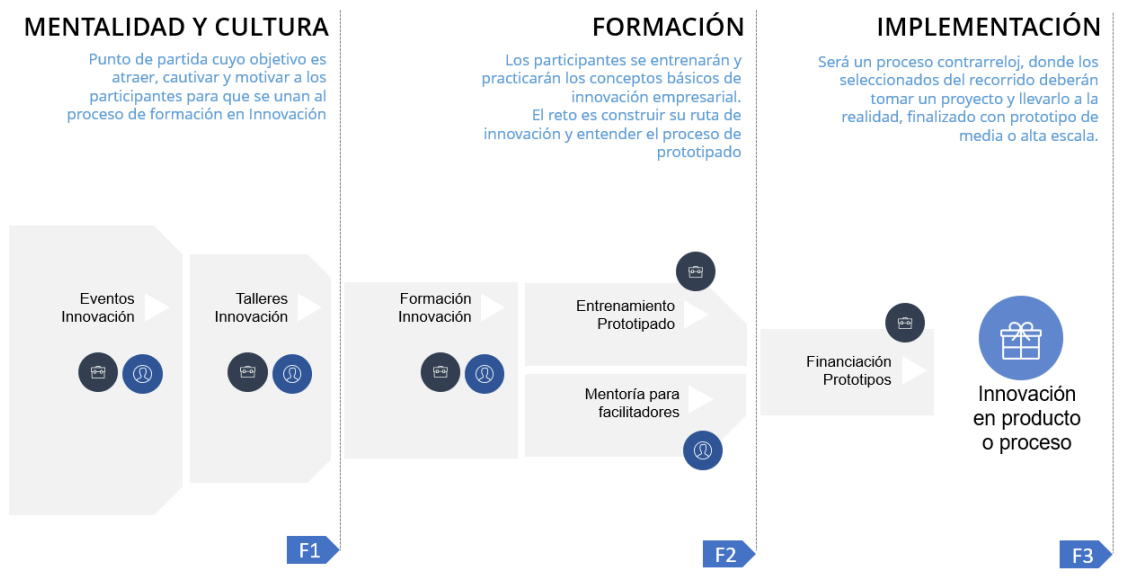 MENTALIDAD Y CULTURA
Punto de partida cuyo objetivo es
atraer, cautivar y motivar a los
participantes para que se unan al
proceso de formación en Innovación
Eventos
Innovación
Talleres
Innovación
F1
FORMACIÓN
Los participantes se entrenarán y
practicarán los conceptos básicos de
innovación empresarial.
El reto es construir su ruta de
innovación y entender el proceso de
prototipado
Formación
Innovación
Entrenamiento
Prototipado
Mentoría para
facilitadores
F2
IMPLEMENTACIÓN
Será un proceso contrarreloj, donde los
seleccionados del recorrido deberán
tomar un proyecto y llevarlo a la
realidad, finalizado con prototipo de
media o alta escala.
Financiación
Prototipos
Innovación
en producto
o proceso
F3